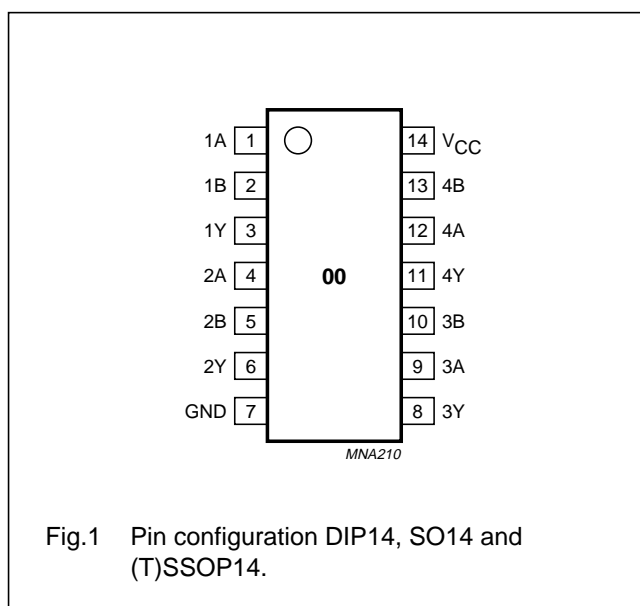 1A 1 14 VCC
1B 2 13 4B
1Y 3 12 4A
2A 4 00 11 4Y
2B 5 10 3B
2Y 6 9 3A
GND 7 8 3Y
MNA210
Fig.1 Pin configuration DIP14, SO14 and
(T)SSOP14.